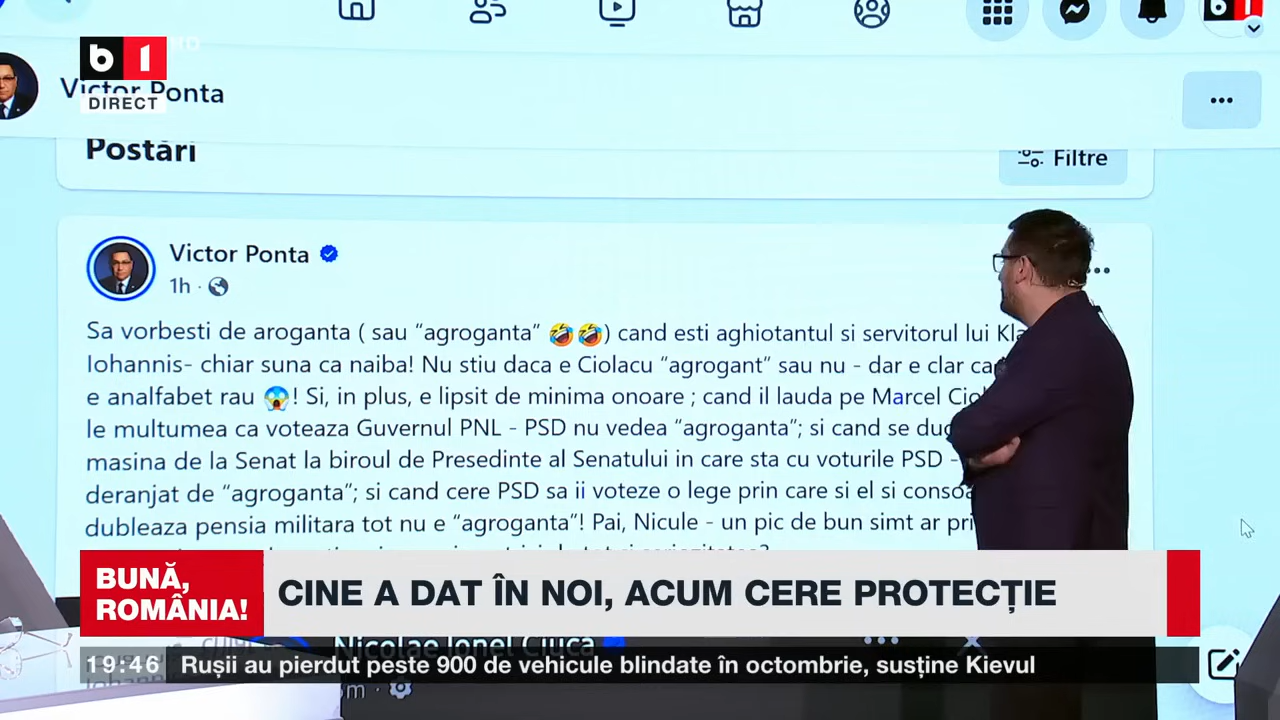 b1
DIRECT
Victor Ponta
Postări
Filtre
Victor Ponta
1h
Sa vorbesti de aroganta ( sau “agroganta“ 🤣🤣) cand esti aghiotantul si servitorul lui
Iohannis- chiar suna ca naiba! Nu stiu daca e Ciolacu “agrogant“ sau nu - dar e clar
e analfabet rau 😱! Si, in plus, e lipsit de minima onoare ; cand il lauda pe Marcel
le multumea ca voteaza Guvernul PNL - PSD nu vedea “agroganta“; si cand se
masina de la Senat la biroul de Presedinte al Senatului in care sta cu voturile PSD -
deranjat de “agroganta“; si cand cere PSD sa ii voteze o lege prin care si el si
dubleaza pensia militara tot nu e “agroganta“! Pai, Nicule - un pic de bun simt ar
BUNĂ,
ROMÂNIA!
CINE A DAT ÎN NOI, ACUM CERE PROTECȚIE
Nicolae Ionel Ciucă
19:46 Rușii au pierdut peste 900 de vehicule blindate în octombrie, susține Kievul